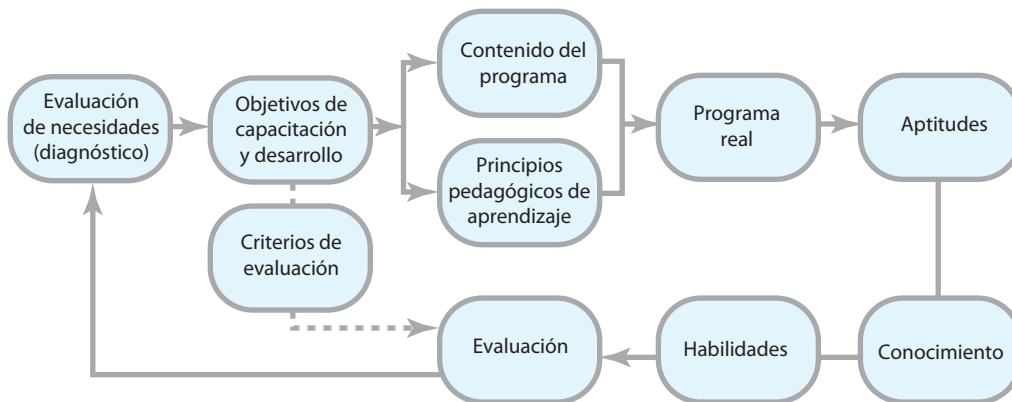 Evaluación
de necesidades
(diagnóstico)
Objetivos de
capacitación
y desarrollo
Contenido del
programa
Principios
pedagógicos de
aprendizaje
Programa
real
Aptitudes
Criterios de
evaluación
Evaluación
Habilidades
Conocimiento